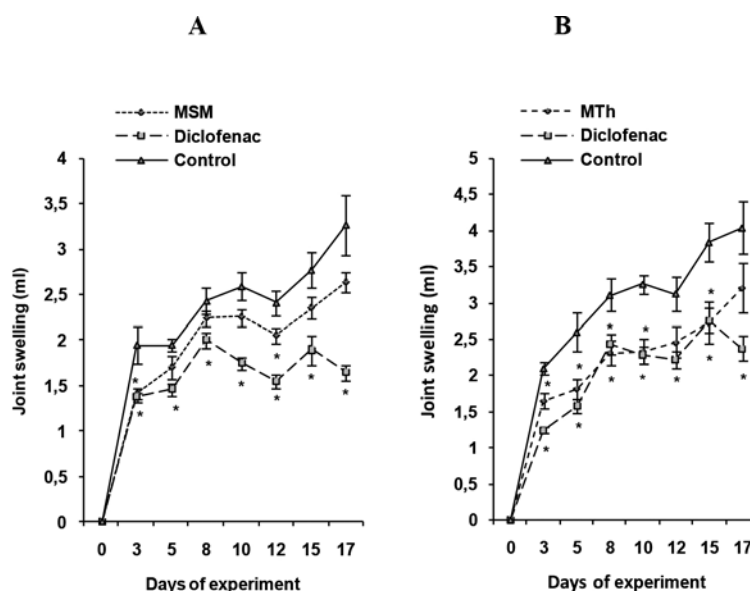 A
MSM
Diclofenac
Control
4
3,5
3
2,5
2
1,5
1
0,5
0
Joint swelling (ml)
*
*
*
*
*
*
*
*
*
0 3 5 8 10 12 15 17
Days of experiment
B
MTh
Diclofenac
Control
5
4,5
4
3,5
3
2,5
2
1,5
1
0,5
0
Joint swelling (ml)
*
*
*
*
*
*
*
*
*
*
*
*
0 3 5 8 10 12 15 17
Days of experiment